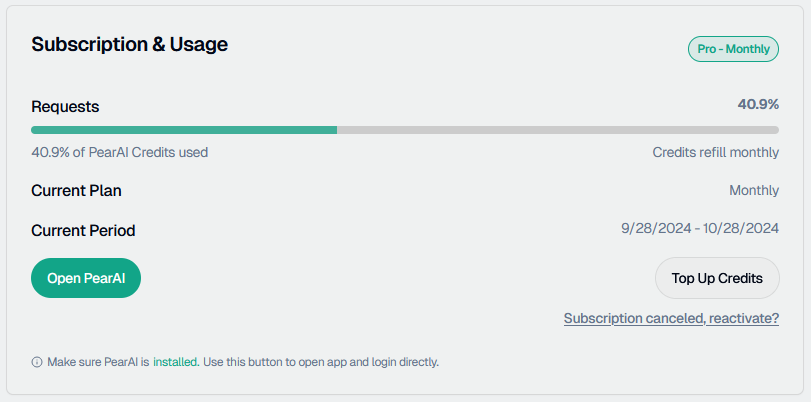 Subscription & Usage
Pro - Monthly
Requests
40.9%
40.9% of PearAI Credits used
Credits refill monthly
Current Plan
Monthly
Current Period
9/28/2024 - 10/28/2024
Open PearAI
Top Up Credits
Subscription canceled, reactivate?
Make sure PearAI is installed. Use this button to open app and login directly.